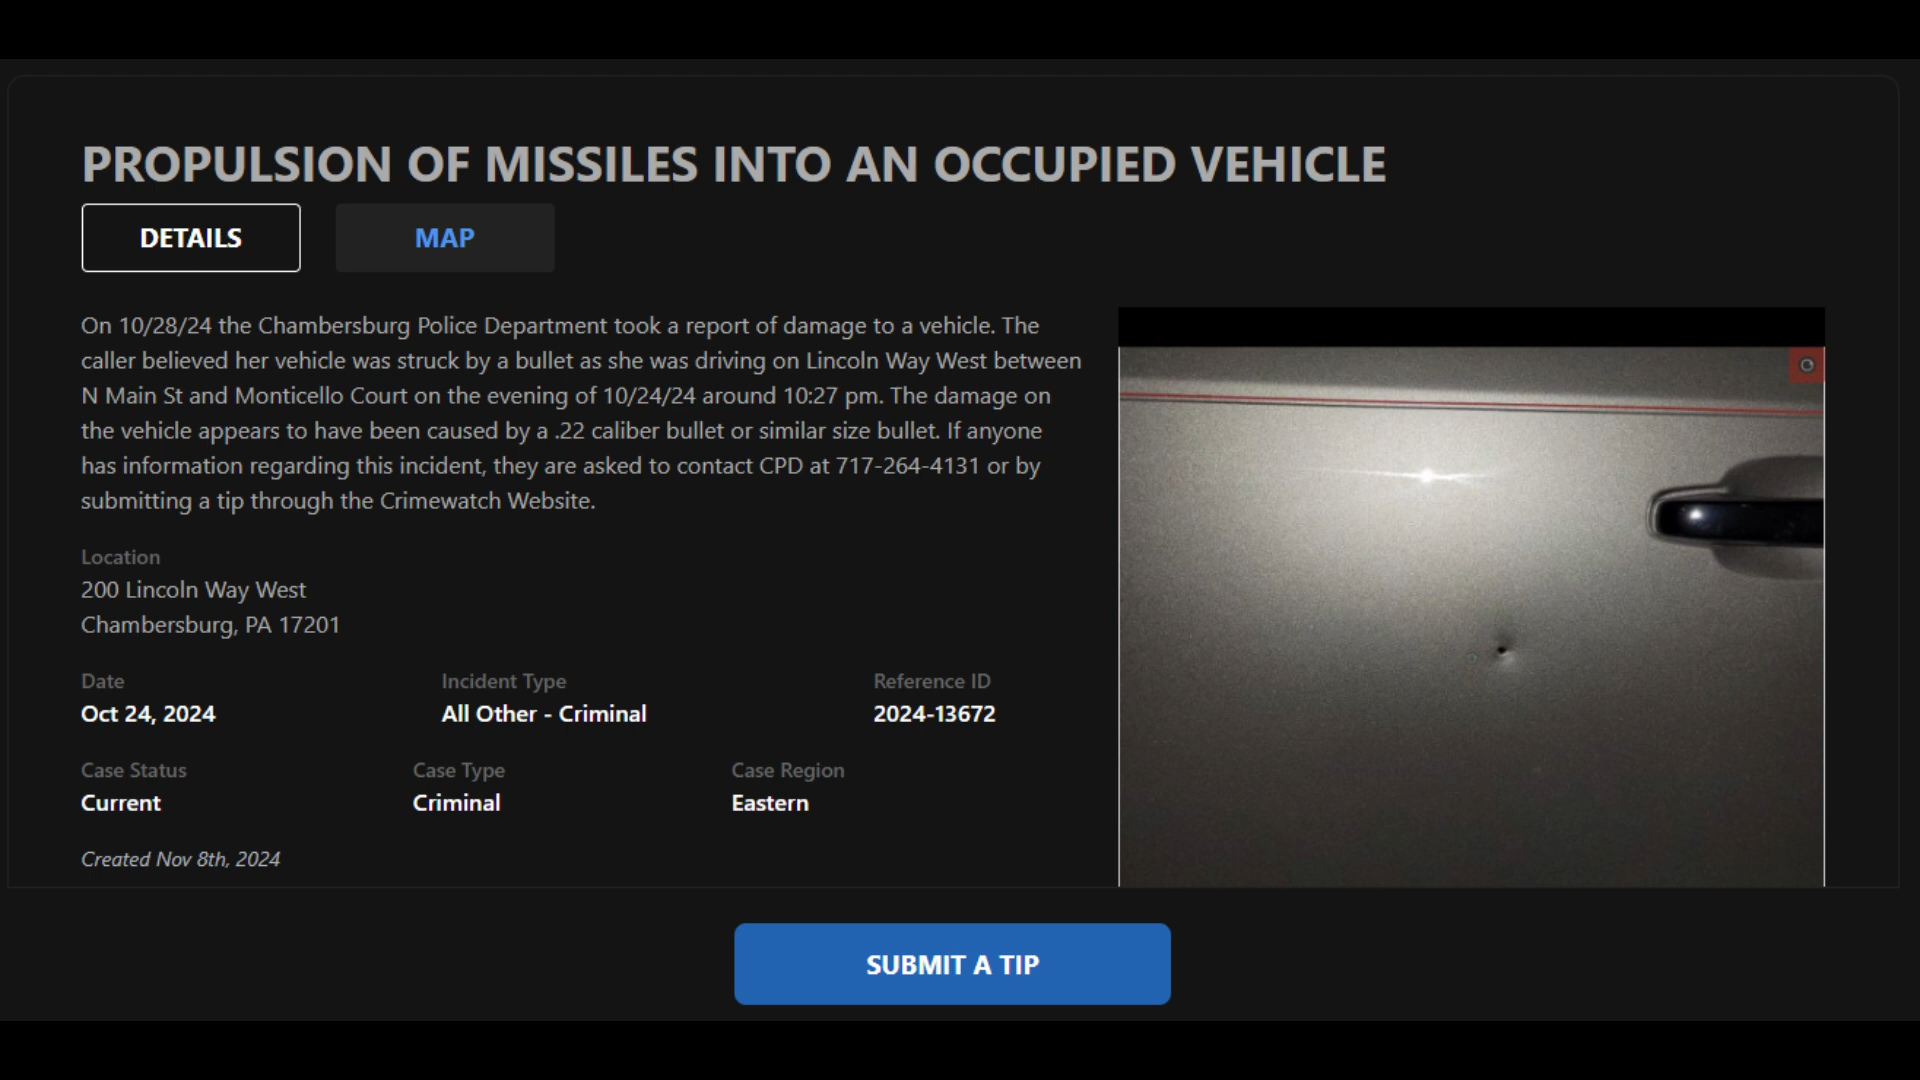 PROPULSION OF MISSILES INTO AN OCCUPIED VEHICLE
DETAILS
MAP
On 10/28/24 the Chambersburg Police Department took a report of damage to a vehicle. The
caller believed her vehicle was struck by a bullet as she was driving on Lincoln Way West between
N Main St and Monticello Court on the evening of 10/24/24 around 10:27 pm. The damage on
the vehicle appears to have been caused by a .22 caliber bullet or similar size bullet. If anyone
has information regarding this incident, they are asked to contact CPD at 717-264-4131 or by
submitting a tip through the Crimewatch Website.
Location
200 Lincoln Way West
Chambersburg, PA 17201
Date
Oct 24, 2024
Incident Type
All Other - Criminal
Reference ID
2024-13672
Case Status
Current
Case Type
Criminal
Case Region
Eastern
Created Nov 8th, 2024
SUBMIT A TIP